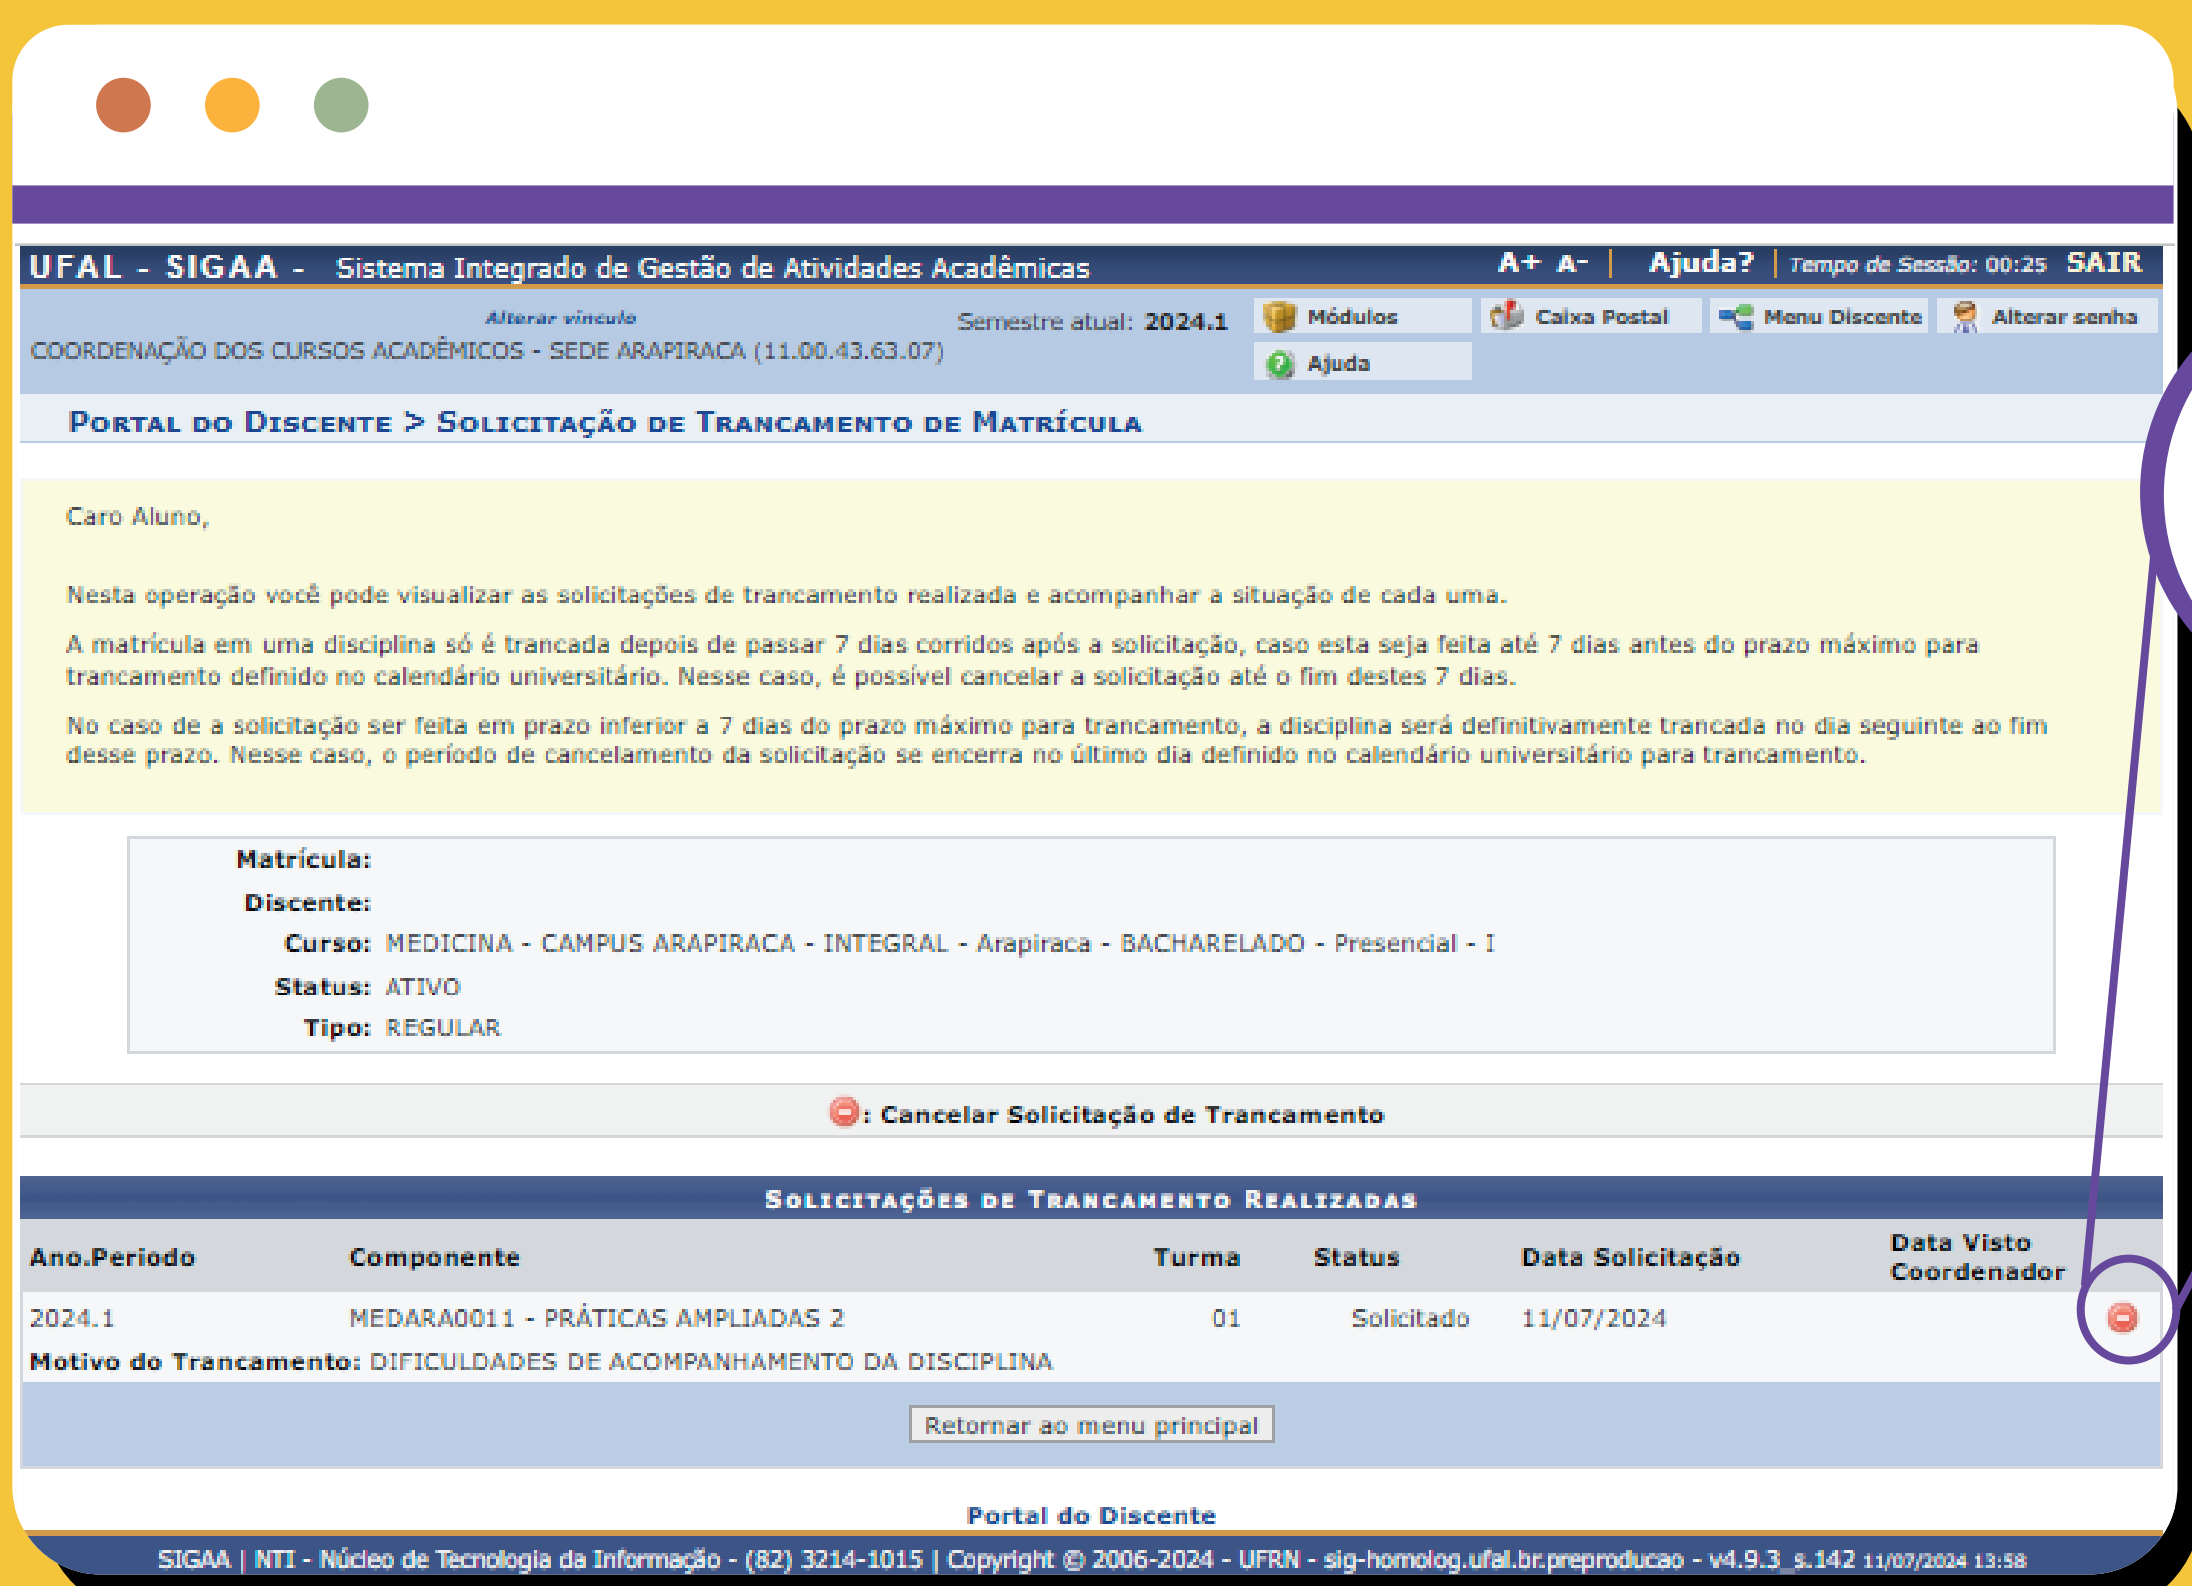 UFAL - SIGAA - Sistema Integrado de Gestão de Atividades Acadêmicas A+ A- | Ajuda? | Tempo de Sessão: 00:25 SAIR
Alterar vínculo Semestre atual: 2024.1 Módulos Caixa Postal Menu Discente Alterar senha
COORDENAÇÃO DOS CURSOS ACADÊMICOS - SEDE ARAPIRACA (11.00.43.63.07) Ajuda
Portal do Discente > Solicitação de Trancamento de Matrícula
Caro Aluno,
Nesta operação você pode visualizar as solicitações de trancamento realizada e acompanhar a situação de cada uma.
A matrícula em uma disciplina só é trancada depois de passar 7 dias corridos após a solicitação, caso esta seja feita até 7 dias antes do prazo máximo para
trancamento definido no calendário universitário. Nesse caso, é possível cancelar a solicitação até o fim destes 7 dias.
No caso de a solicitação ser feita em prazo inferior a 7 dias do prazo máximo para trancamento, a disciplina será definitivamente trancada no dia seguinte ao fim
desse prazo. Nesse caso, o período de cancelamento da solicitação se encerra no último dia definido no calendário universitário para trancamento.
Matrícula:
Discente:
Curso: MEDICINA - CAMPUS ARAPIRACA - INTEGRAL - Arapiraca - BACHARELADO - Presencial - I
Status: ATIVO
Tipo: REGULAR
: Cancelar Solicitação de Trancamento
Solicitações de Trancamento Realizadas
Ano.Periodo Componente Turma Status Data Solicitação Data Visto
Coordenador
2024.1 MEDARA0011 - PRÁTICAS AMPLIADAS 2 01 Solicitado 11/07/2024
Motivo do Trancamento: DIFICULDADES DE ACOMPANHAMENTO DA DISCIPLINA
Retornar ao menu principal
Portal do Discente
SIGAA | NTI - Núcleo de Tecnologia da Informação - (82) 3214-1015 | Copyright © 2006-2024 - UFRN - sig-homolog.ufal.br.preproducao - v4.9.3_s.142 11/07/2024 13:58